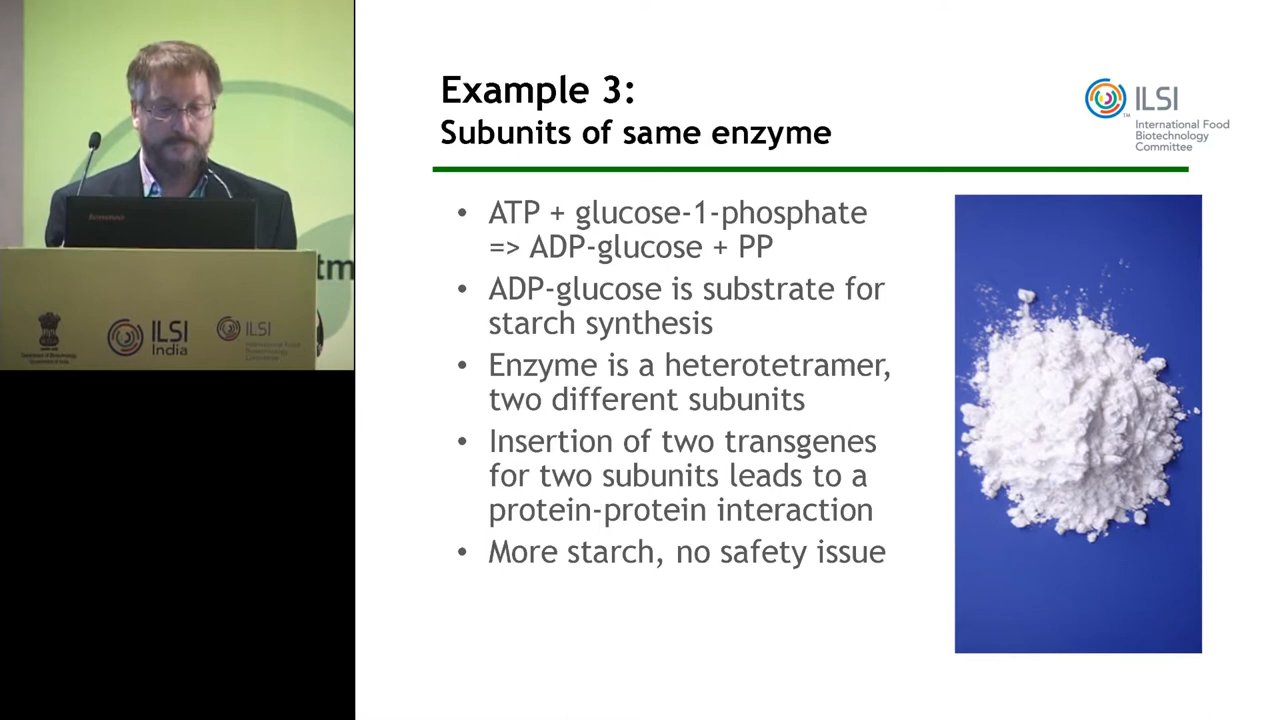 Example 3:
Subunits of same enzyme
ILSI
TM
International Food
Biotechnology
Committee
• ATP + glucose-1-phosphate
=> ADP-glucose + PP
• ADP-glucose is substrate for
starch synthesis
• Enzyme is a heterotetramer,
two different subunits
• Insertion of two transgenes
for two subunits leads to a
protein-protein interaction
• More starch, no safety issue
tm
ILSI
India
ILSI
International Food
Biotechnology
Committee